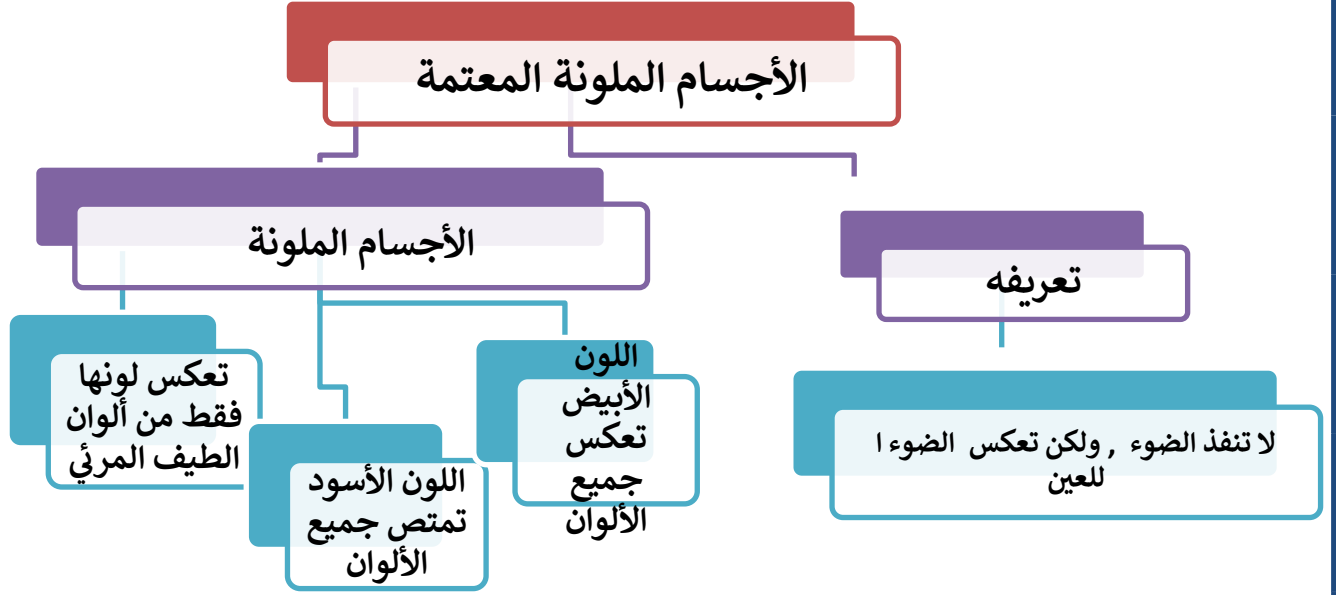 الأجسام الملونة المعتمة
تعريفه
لا تنفذ الضوء , ولكن تعكس الضوء ا
للعين
الأجسام الملونة
اللون
الأبيض
تعكس
جميع
الألوان
اللون الأسود
تمتص جميع
الألوان
تعكس لونها
فقط من ألوان
الطيف المرئي